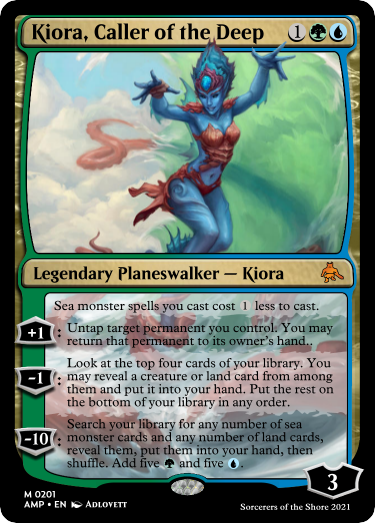 Kiora, Caller of the Deep 1
Legendary Planeswalker — Kiora
Sea monster spells you cast cost 1 less to cast.
+1: Untap target permanent you control. You may
return that permanent to its owner's hand..
-1: Look at the top four cards of your library. You
may reveal a creature or land card from among
them and put it into your hand. Put the rest on
the bottom of your library in any order.
-10: Search your library for any number of sea
monster cards and any number of land cards,
reveal them, put them into your hand, then
shuffle. Add five and five .
3
M 0201
AMP • EN Adlovett
Sorcerers of the Shore 2021